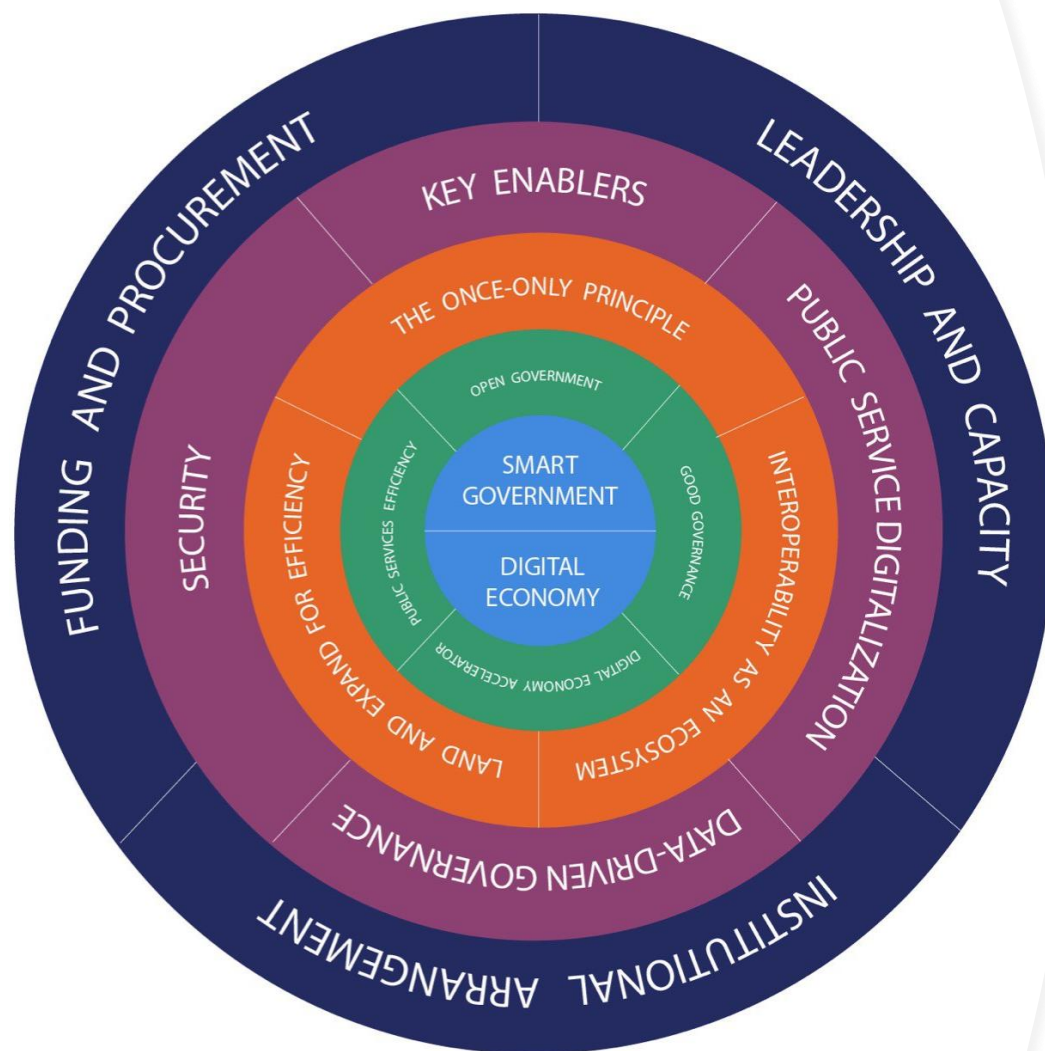 FUNDING AND PROCUREMENT
LEADERSHIP AND CAPACITY
INSTITUTIONAL ARRANGEMENT
KEY ENABLERS
PUBLIC SERVICE DIGITALIZATION
DATA-DRIVEN GOVERNANCE
SECURITY
THE ONCE-ONLY PRINCIPLE
INTEROPERABILITY AS AN ECOSYSTEM
LAND AND EXPAND FOR EFFICIENCY
OPEN GOVERNMENT
GOOD GOVERNANCE
DIGITAL ECONOMY ACCELERATOR
PUBLIC SERVICES EFFICIENCY
SMART
GOVERNMENT
DIGITAL
ECONOMY